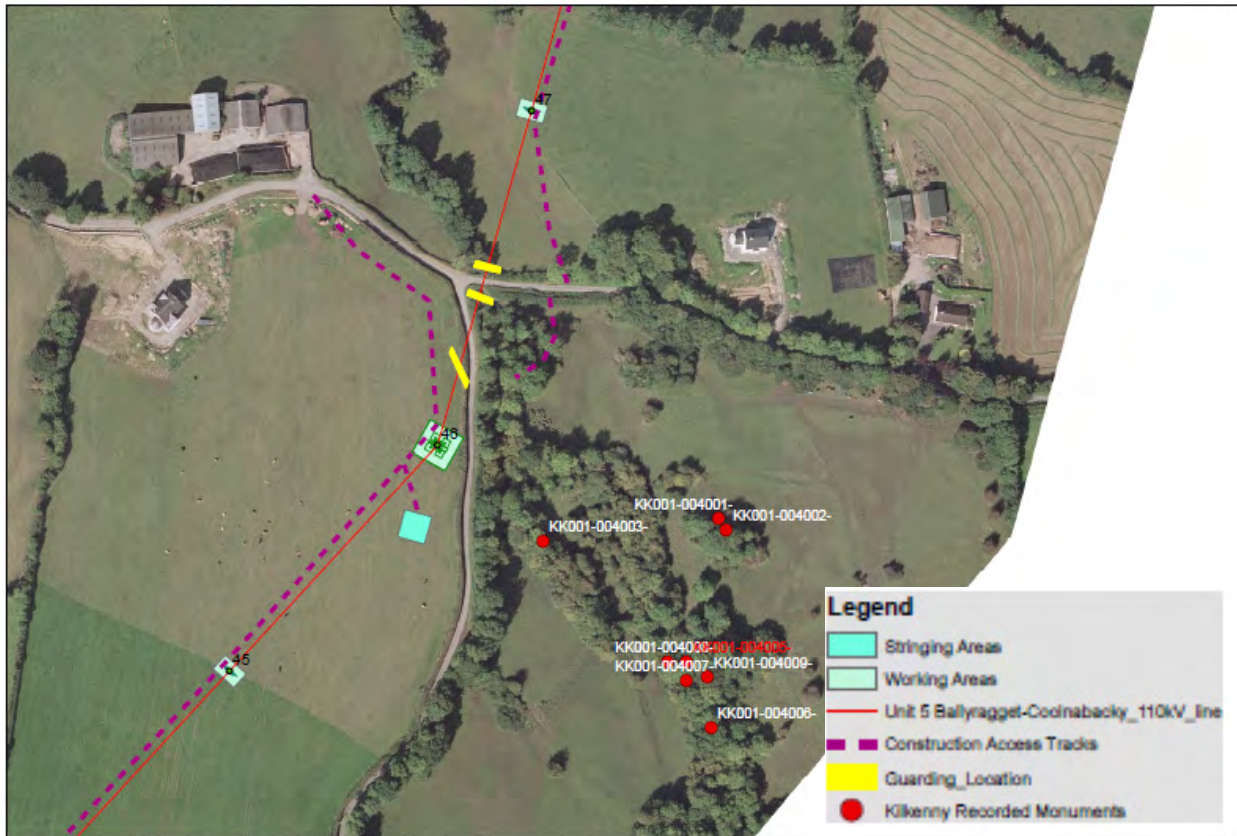 47
46
KK001-004001-
KK001-004002-
KK001-004003-
45
KK001-004007-
KK001-004009-
KK001-004006-
Legend
Stringing Areas
Working Areas
Unit 5 Ballyragget-Coolnabacky_110kV_line
Construction Access Tracks
Guarding_Location
Kilkenny Recorded Monuments